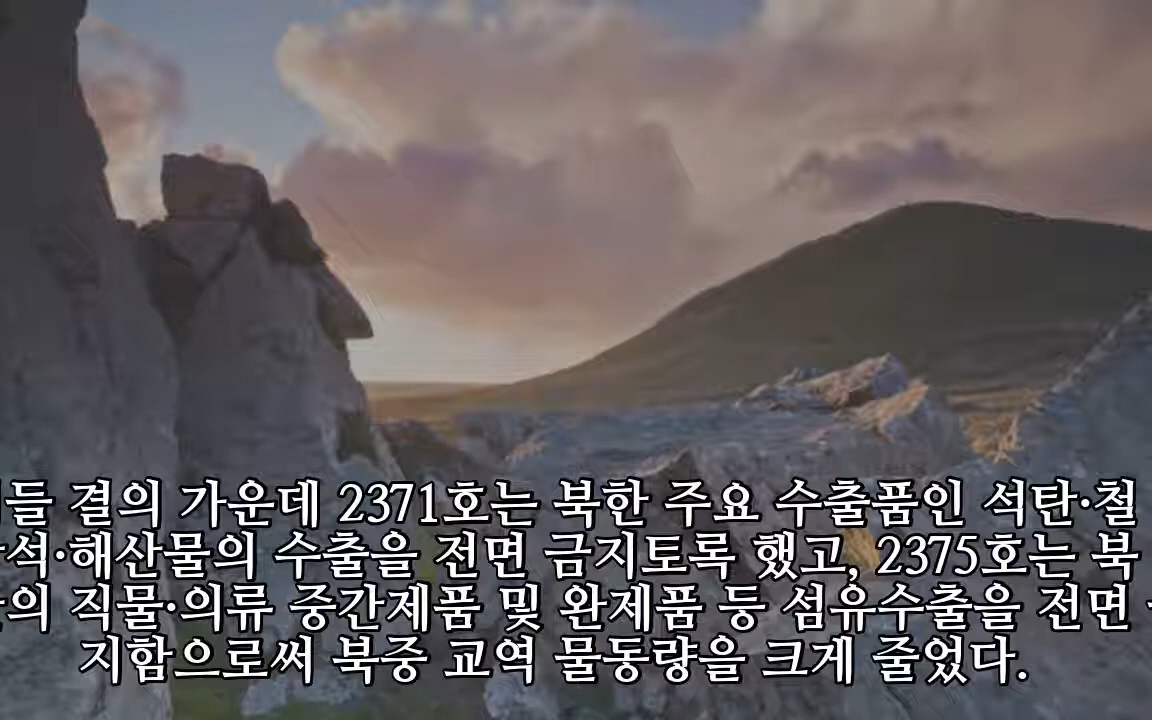 들 결의 가운데 2371호는 북한 주요 수출품인 석탄·철
석·해산물의 수출을 전면 금지토록 했고, 2375호는 북
의 직물·의류 중간제품 및 완제품 등 섬유수출을 전면
지함으로써 북중 교역 물동량을 크게 줄었다.